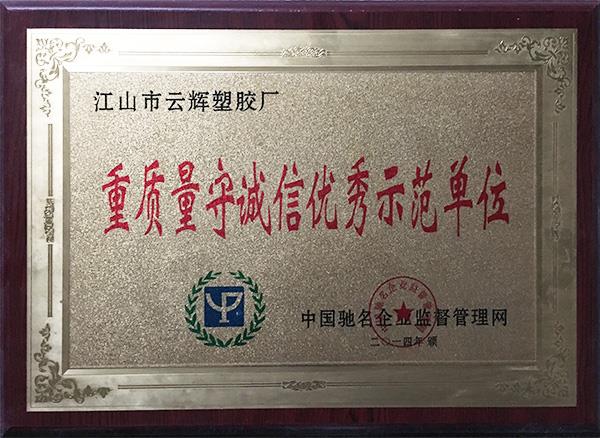 江山市云辉塑胶厂
重质量守诚信优秀示范单位
中国驰名企业监督管理网
二〇一四年 颁